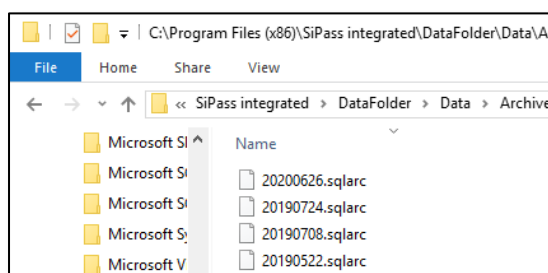 C:\Program Files (x86)\SiPass integrated\DataFolder\Data\A
File Home Share View
« SiPass integrated > DataFolder > Data > Archive
Name
Microsoft
Microsoft
Microsoft
Microsoft
Microsoft V
20200626.sqlarc
20190724.sqlarc
20190708.sqlarc
20190522.sqlarc